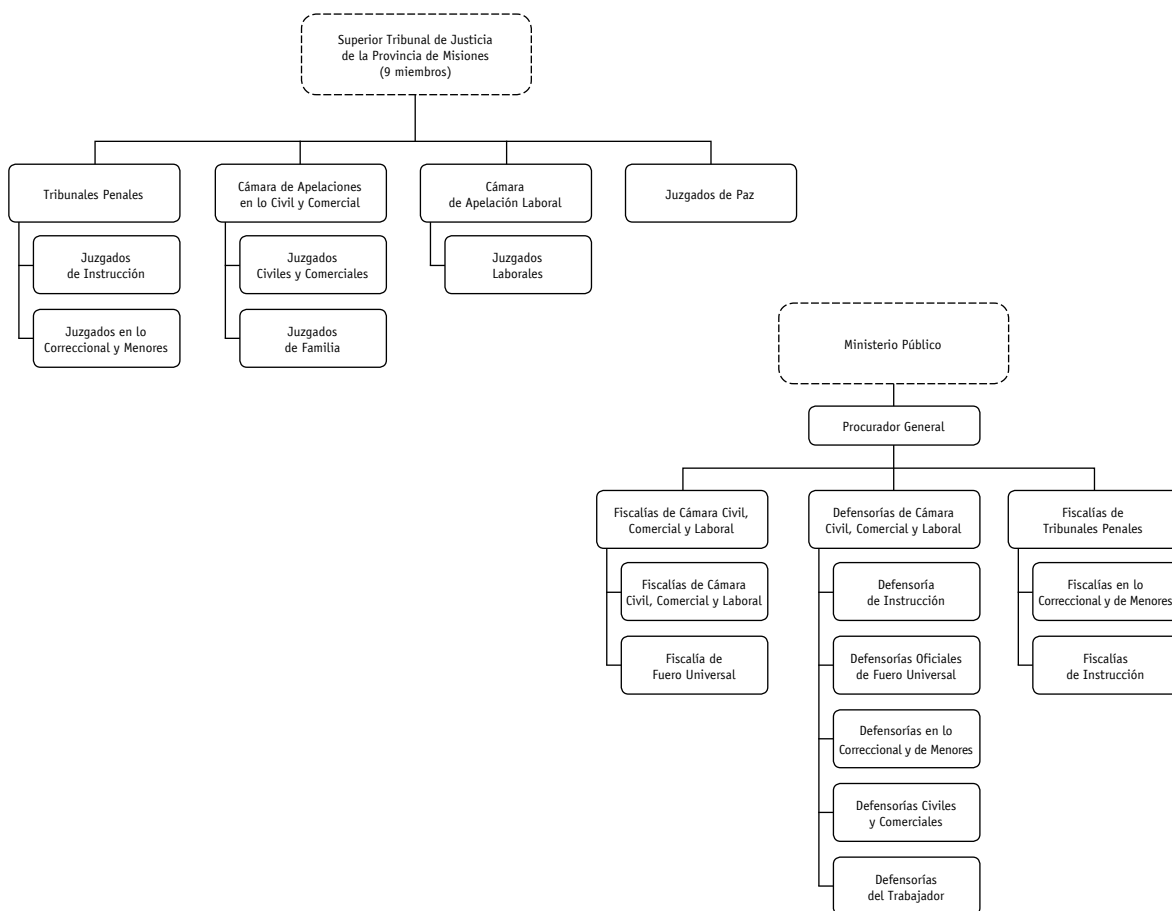 Superior Tribunal de Justicia
de la Provincia de Misiones
(9 miembros)
Tribunales Penales
Cámara de Apelaciones
en lo Civil y Comercial
Cámara
de Apelación Laboral
Juzgados de Paz
Juzgados
de Instrucción
Juzgados
Civiles y Comerciales
Juzgados
Laborales
Juzgados en lo
Correccional y Menores
Juzgados
de Familia
Ministerio Público
Procurador General
Fiscalías de Cámara Civil,
Comercial y Laboral
Defensorías de Cámara
Civil, Comercial y Laboral
Fiscalías de
Tribunales Penales
Fiscalías de Cámara
Civil, Comercial y Laboral
Defensoría
de Instrucción
Fiscalías en lo
Correccional y de Menores
Fiscalía de
Fuero Universal
Defensorías Oficiales
de Fuero Universal
Fiscalías
de Instrucción
Defensorías en lo
Correccional y de Menores
Defensorías Civiles
y Comerciales
Defensorías
del Trabajador